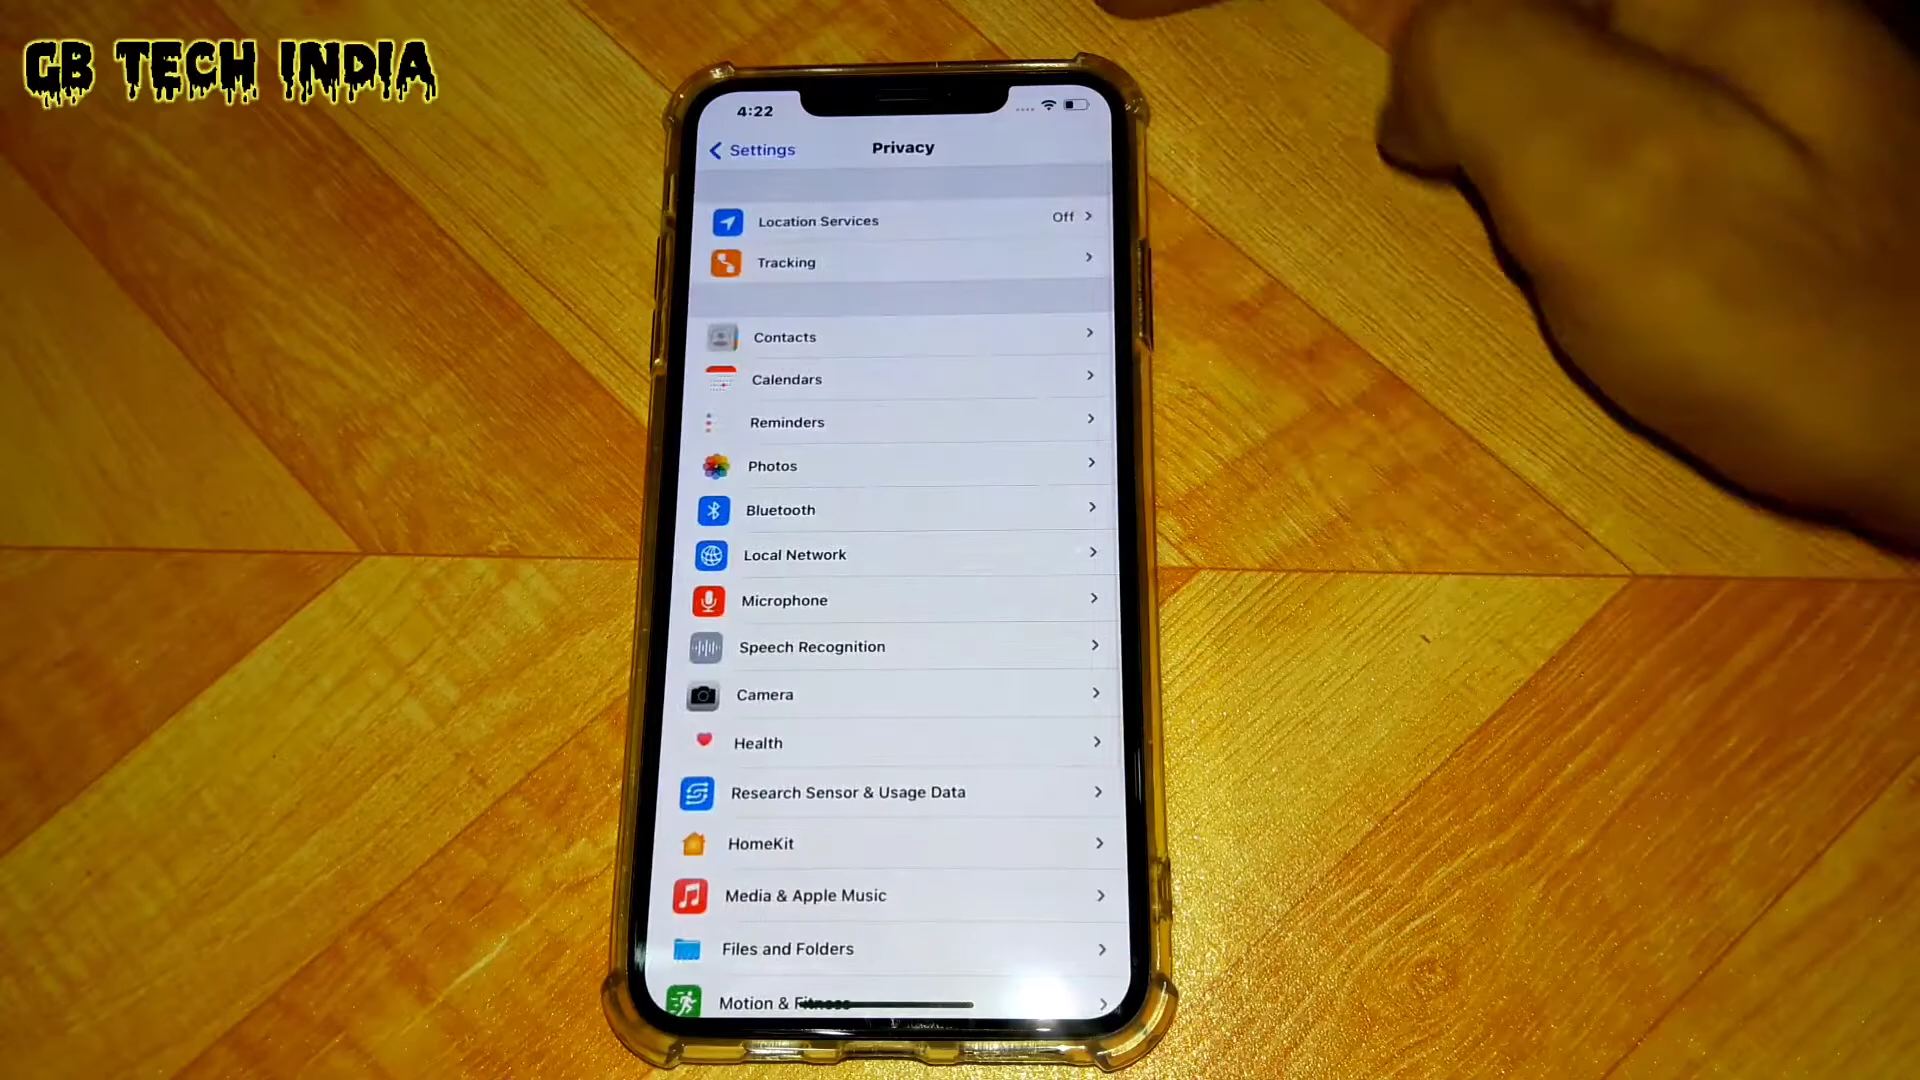 GB TECH INDIA
4:22
Settings
Privacy
Location Services Off
Tracking
Contacts
Calendars
Reminders
Photos
Bluetooth
Local Network
Microphone
Speech Recognition
Camera
Health
Research Sensor & Usage Data
HomeKit
Media & Apple Music
Files and Folders
Motion & Fitness